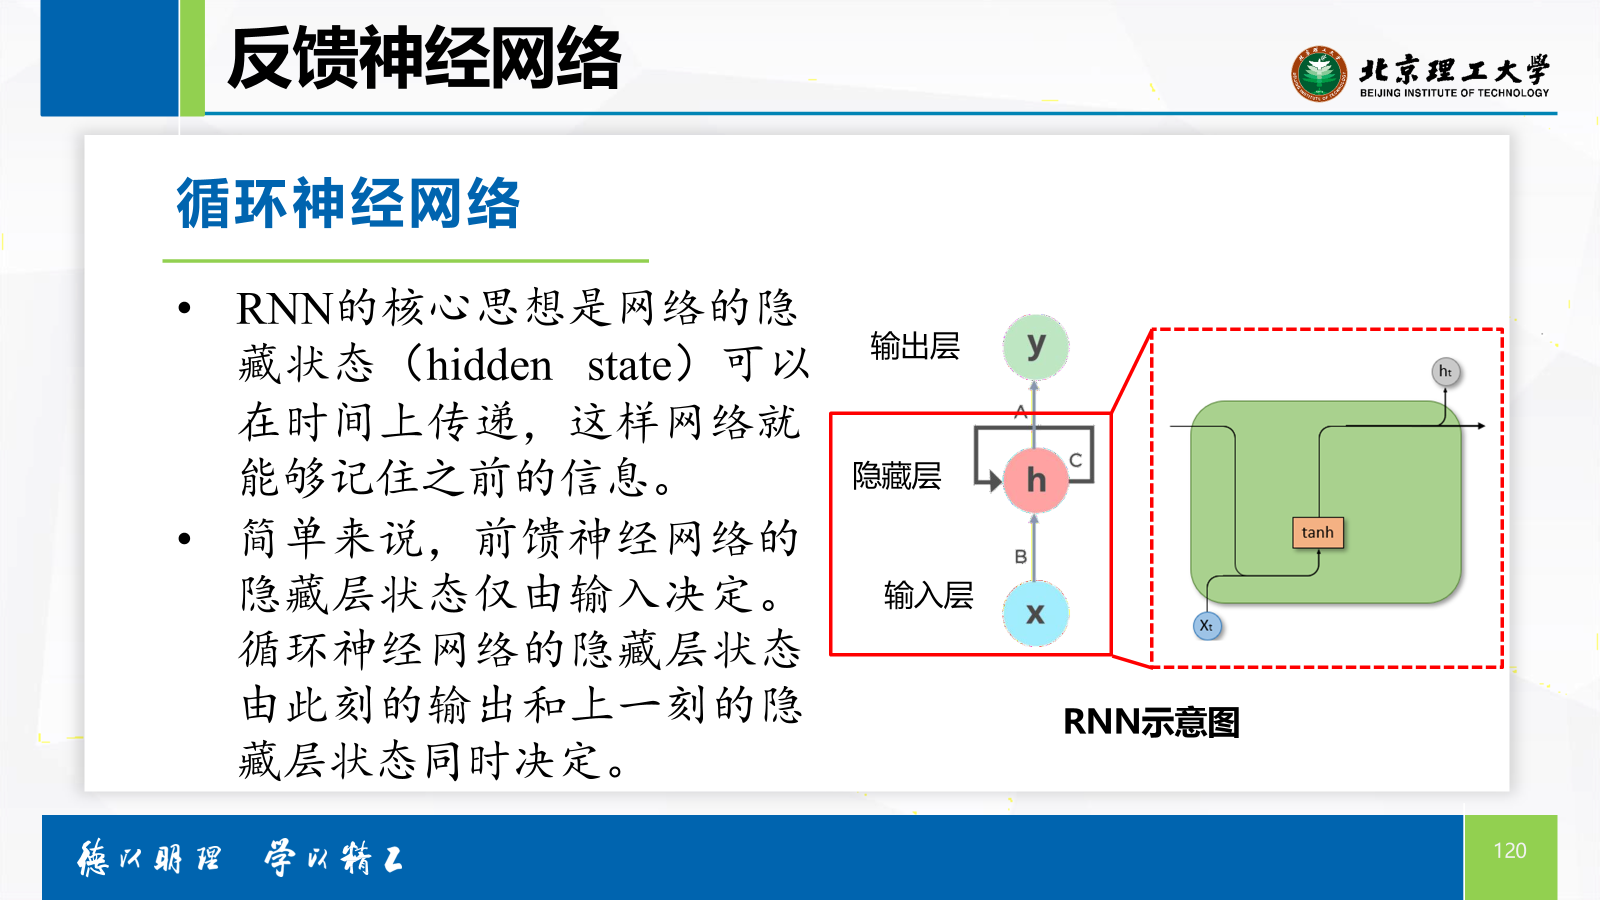 反馈神经网络
北京理工大学
BEIJING INSTITUTE OF TECHNOLOGY
循环神经网络
• RNN的核心思想是网络的隐
藏状态（hidden state）可以
在时间上传递，这样网络就
能够记住之前的信息。
• 简单来说，前馈神经网络的
隐藏层状态仅由输入决定。
循环神经网络的隐藏层状态
由此刻的输出和上一刻的隐
藏层状态同时决定。
输出层
y
A
隐藏层
h
C
B
输入层
x
ht
tanh
Xt
RNN示意图
德以明理 学以精工
120